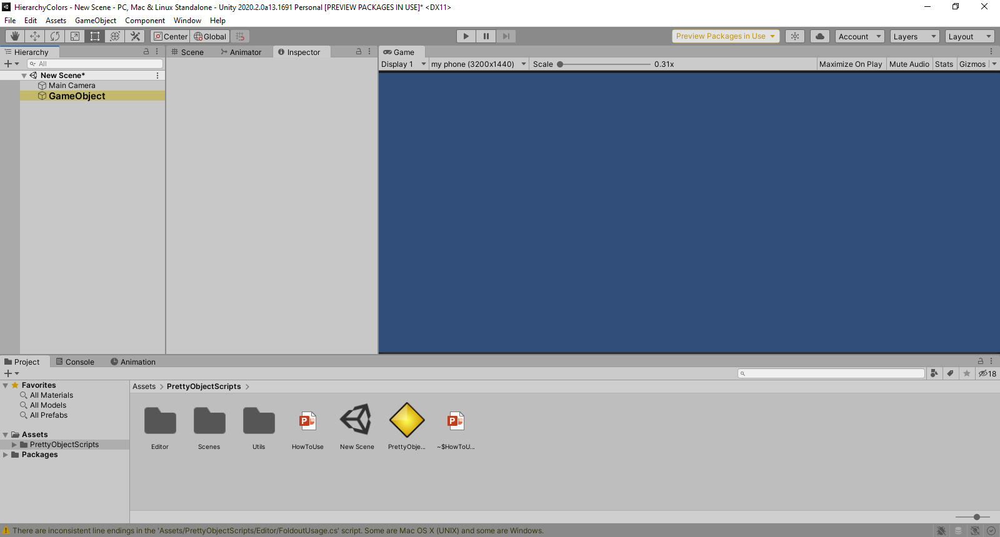 HierarchyColors - New Scene - PC, Mac & Linux Standalone - Unity 2020.2.0a13.1691 Personal [PREVIEW PACKAGES IN USE]* <DX11>
File Edit Assets GameObject Component Window Help
Center Global Preview Packages in Use Account Layers Layout
Hierarchy Scene Animator Inspector Game
All Display 1 my phone (3200x1440) Scale 0.31x Maximize On Play Mute Audio Stats Gizmos
New Scene*
Main Camera
GameObject
Project Console Animation
18
Favorites
All Materials
All Models
All Prefabs
Assets
PrettyObjectScripts
Packages
Assets > PrettyObjectScripts >
Editor Scenes Utils HowToUse New Scene PrettyObje... ~$HowToU...
There are inconsistent line endings in the 'Assets/PrettyObjectScripts/Editor/FoldoutUsage.cs' script. Some are Mac OS X (UNIX) and some are Windows.